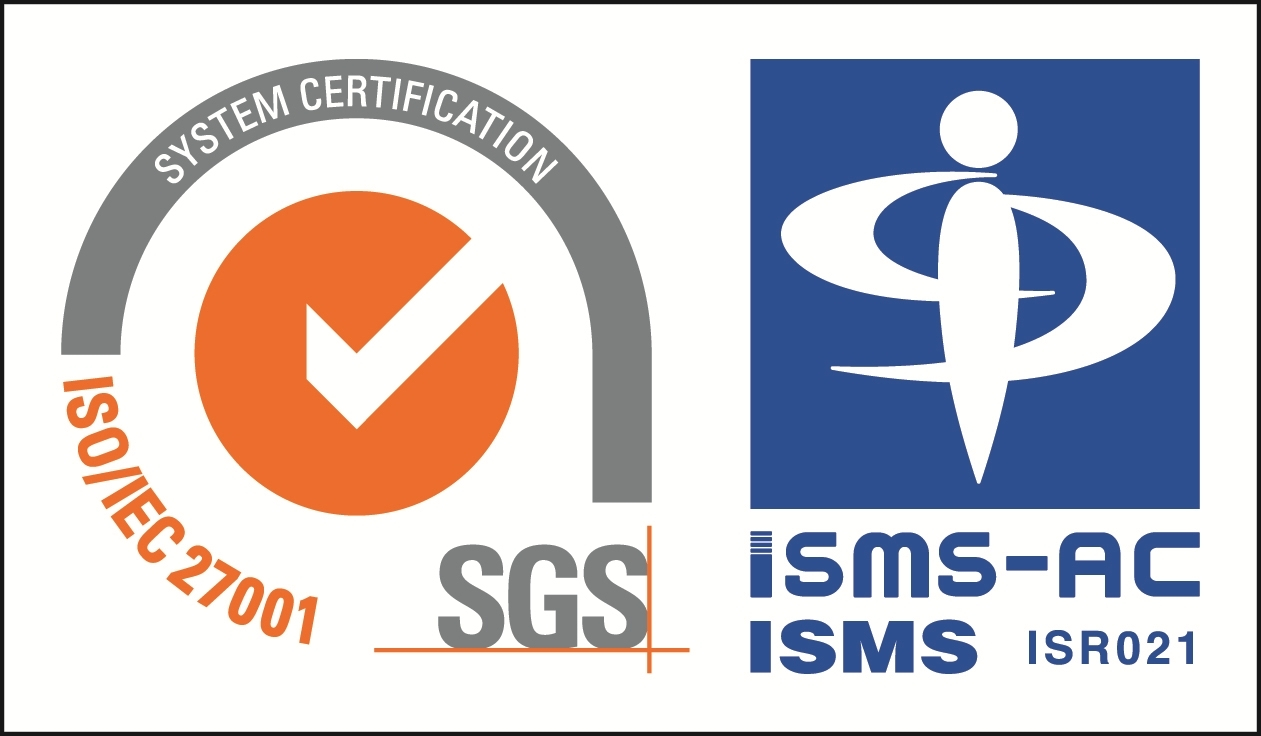 SYSTEM CERTIFICATION
ISO/IEC 27001
SGS
ISMS-AC
ISMS ISR021